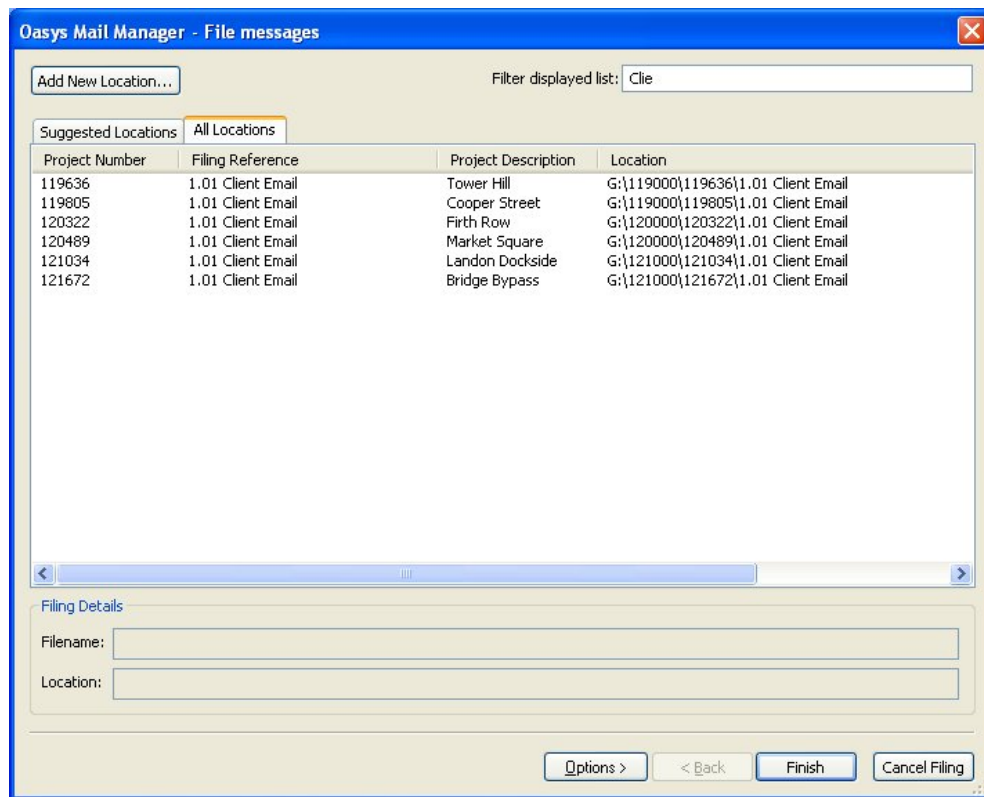 Oasys Mail Manager - File messages
Add New Location... Filter displayed list: Clie
Suggested Locations All Locations
Project Number Filing Reference Project Description Location
119636 1.01 Client Email Tower Hill G:\119000\119636\1.01 Client Email
119805 1.01 Client Email Cooper Street G:\119000\119805\1.01 Client Email
120322 1.01 Client Email Firth Row G:\120000\120322\1.01 Client Email
120489 1.01 Client Email Market Square G:\120000\120489\1.01 Client Email
121034 1.01 Client Email Landon Dockside G:\121000\121034\1.01 Client Email
121672 1.01 Client Email Bridge Bypass G:\121000\121672\1.01 Client Email
Filing Details
Filename:
Location:
Options > < Back Finish Cancel Filing